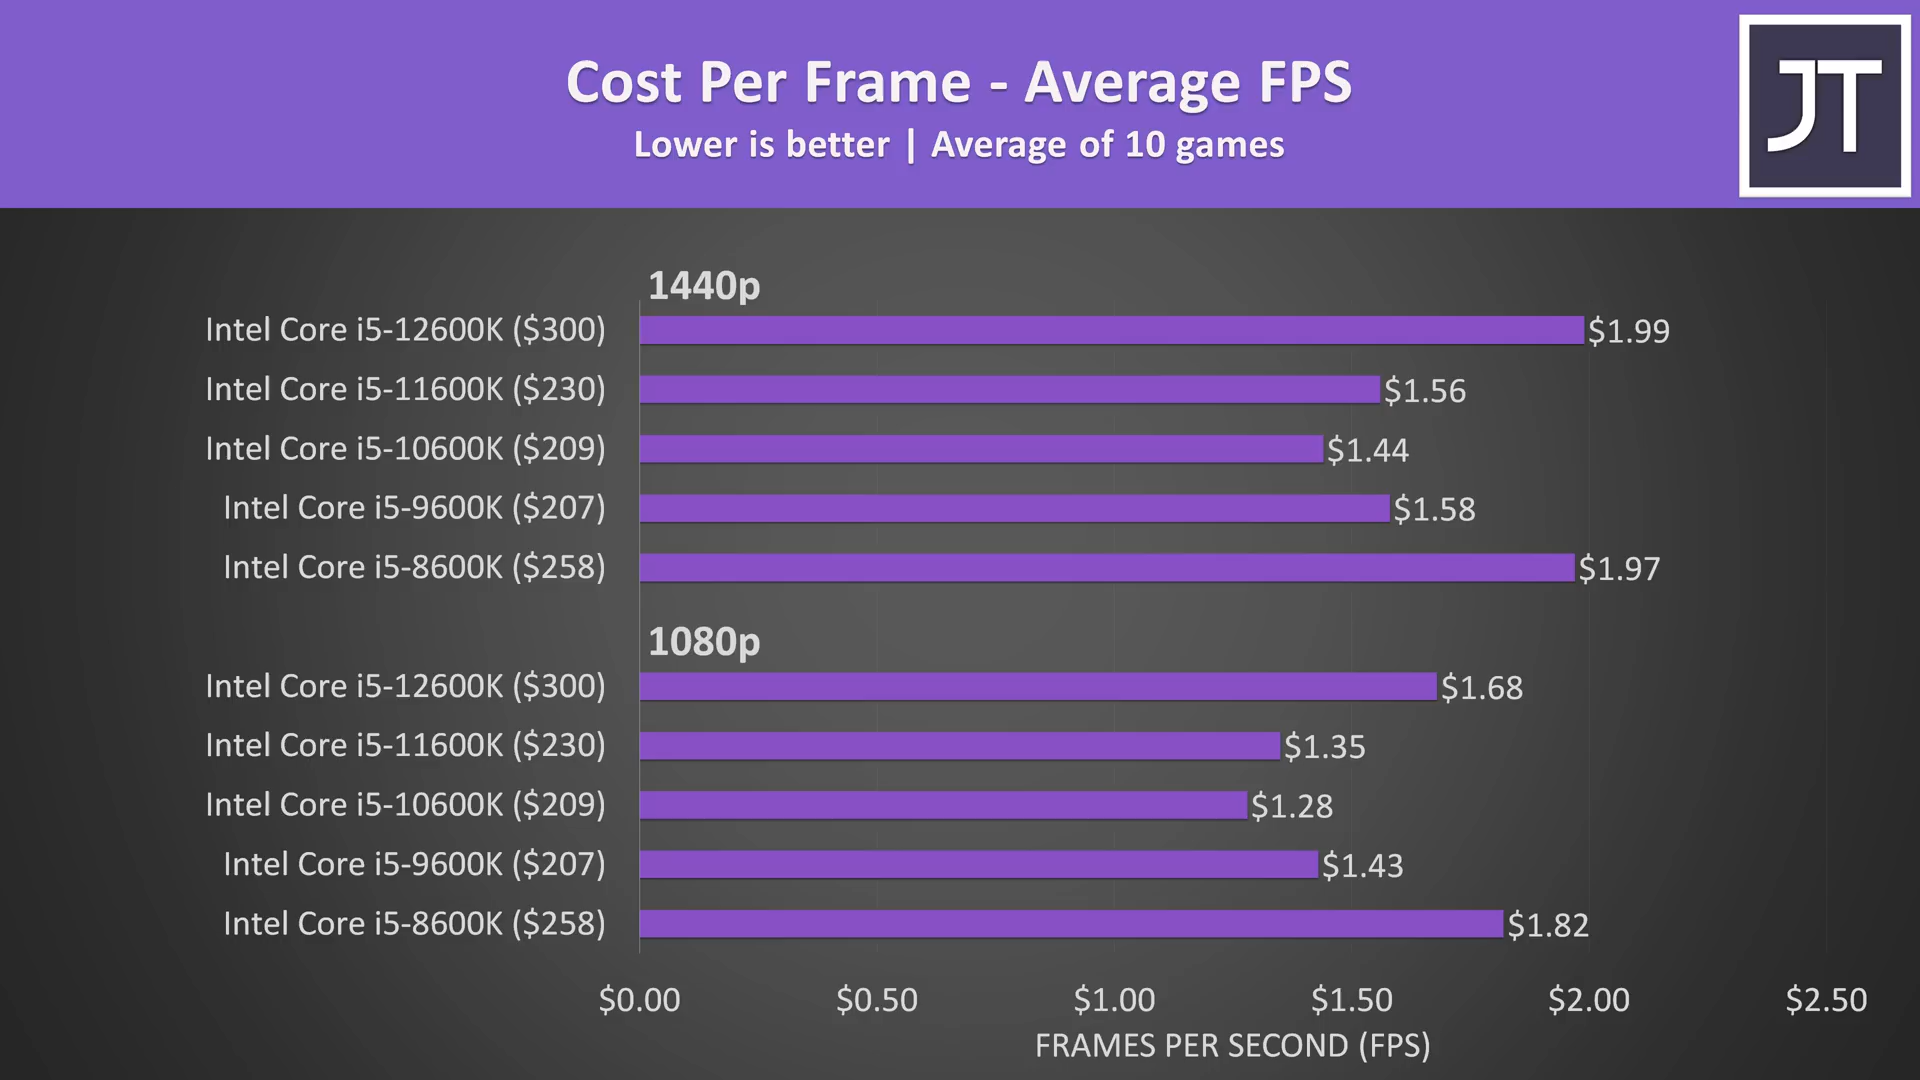 Cost Per Frame - Average FPS
Lower is better | Average of 10 games
JT
1440p
Intel Core i5-12600K ($300) $1.99
Intel Core i5-11600K ($230) $1.56
Intel Core i5-10600K ($209) $1.44
Intel Core i5-9600K ($207) $1.58
Intel Core i5-8600K ($258) $1.97
1080p
Intel Core i5-12600K ($300) $1.68
Intel Core i5-11600K ($230) $1.35
Intel Core i5-10600K ($209) $1.28
Intel Core i5-9600K ($207) $1.43
Intel Core i5-8600K ($258) $1.82
$0.00 $0.50 $1.00 $1.50 $2.00 $2.50
FRAMES PER SECOND (FPS)